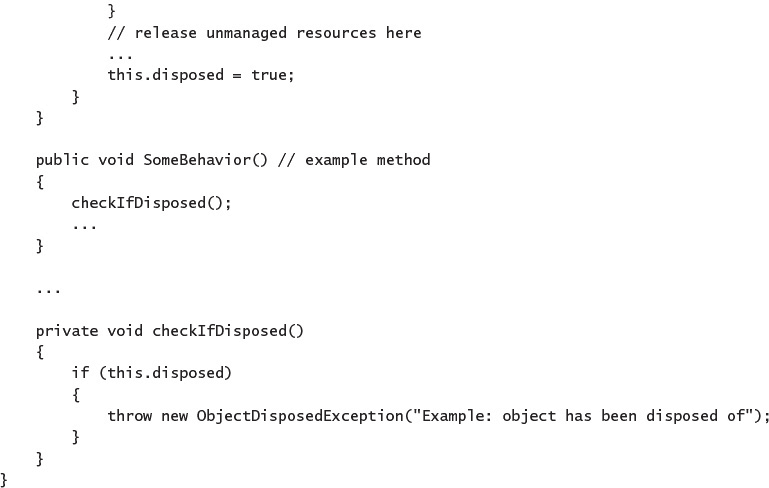 }
            // release unmanaged resources here
            ...
            this.disposed = true;
        }
    }

    public void SomeBehavior() // example method
    {
        checkIfDisposed();
        ...
    }

    ...

    private void checkIfDisposed()
    {
        if (this.disposed)
        {
            throw new ObjectDisposedException("Example: object has been disposed of");
        }
    }
}